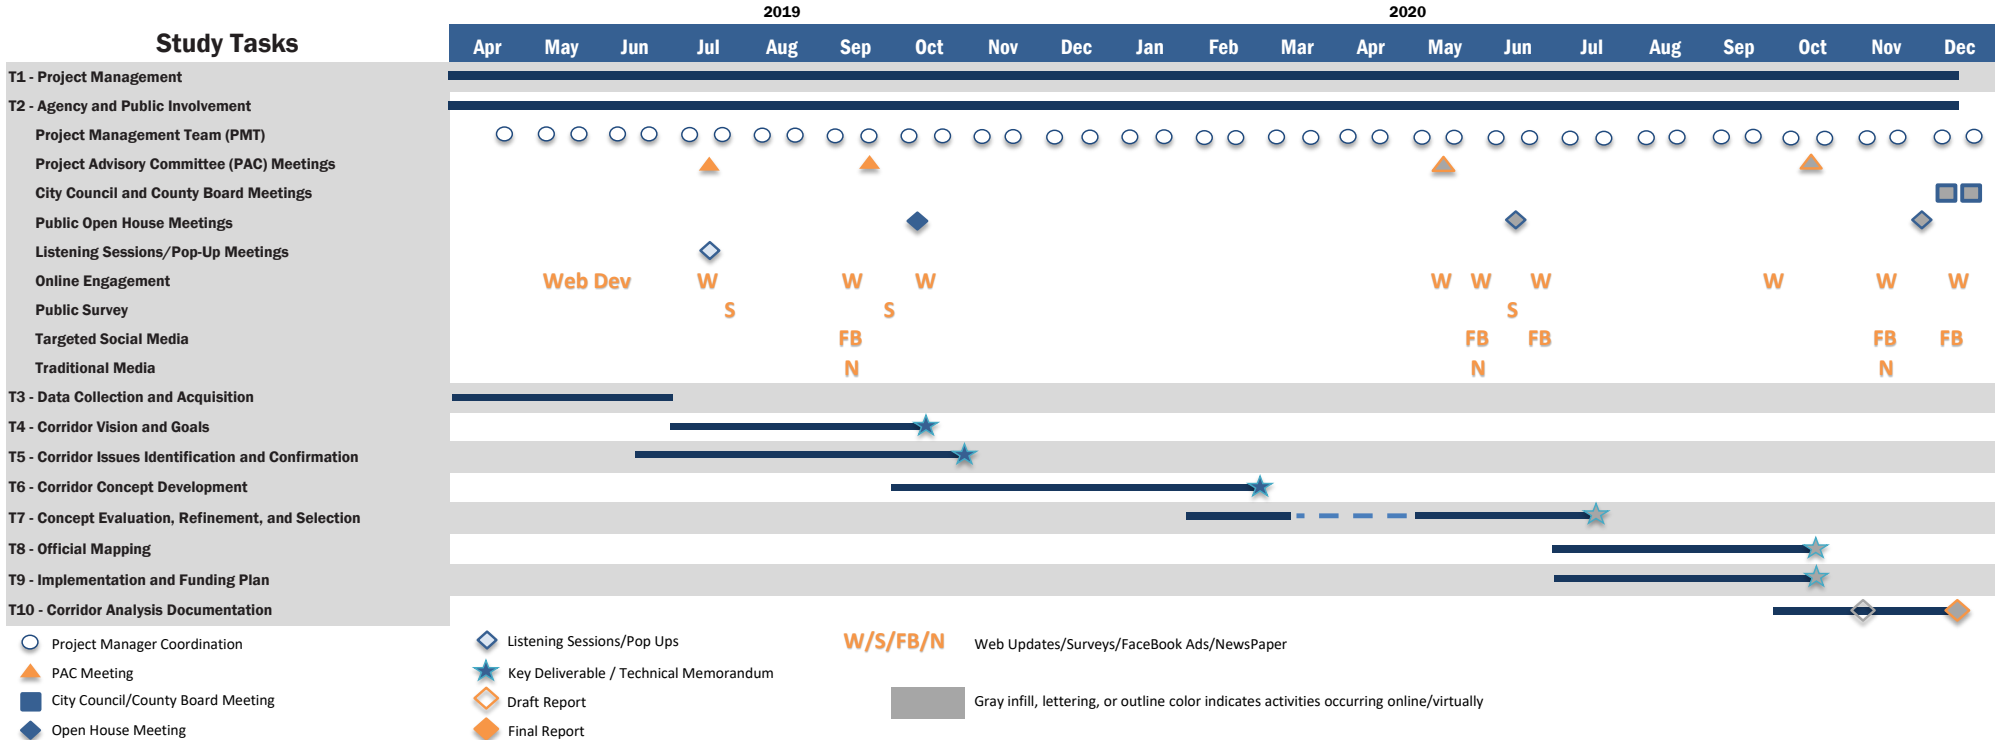 2019 2020
Study Tasks
Apr May Jun Jul Aug Sep Oct Nov Dec Jan Feb Mar Apr May Jun Jul Aug Sep Oct Nov Dec
T1 - Project Management
T2 - Agency and Public Involvement
Project Management Team (PMT)
Project Advisory Committee (PAC) Meetings
City Council and County Board Meetings
Public Open House Meetings
Listening Sessions/Pop-Up Meetings
Online Engagement Web Dev W W W W W W W W W
Public Survey S S S
Targeted Social Media FB FB FB FB FB
Traditional Media N N N
T3 - Data Collection and Acquisition
T4 - Corridor Vision and Goals
T5 - Corridor Issues Identification and Confirmation
T6 - Corridor Concept Development
T7 - Concept Evaluation, Refinement, and Selection
T8 - Official Mapping
T9 - Implementation and Funding Plan
T10 - Corridor Analysis Documentation
Project Manager Coordination
PAC Meeting
City Council/County Board Meeting
Open House Meeting
Listening Sessions/Pop Ups
Key Deliverable / Technical Memorandum
Draft Report
Final Report
W/S/FB/N Web Updates/Surveys/FaceBook Ads/NewsPaper
Gray infill, lettering, or outline color indicates activities occurring online/virtually